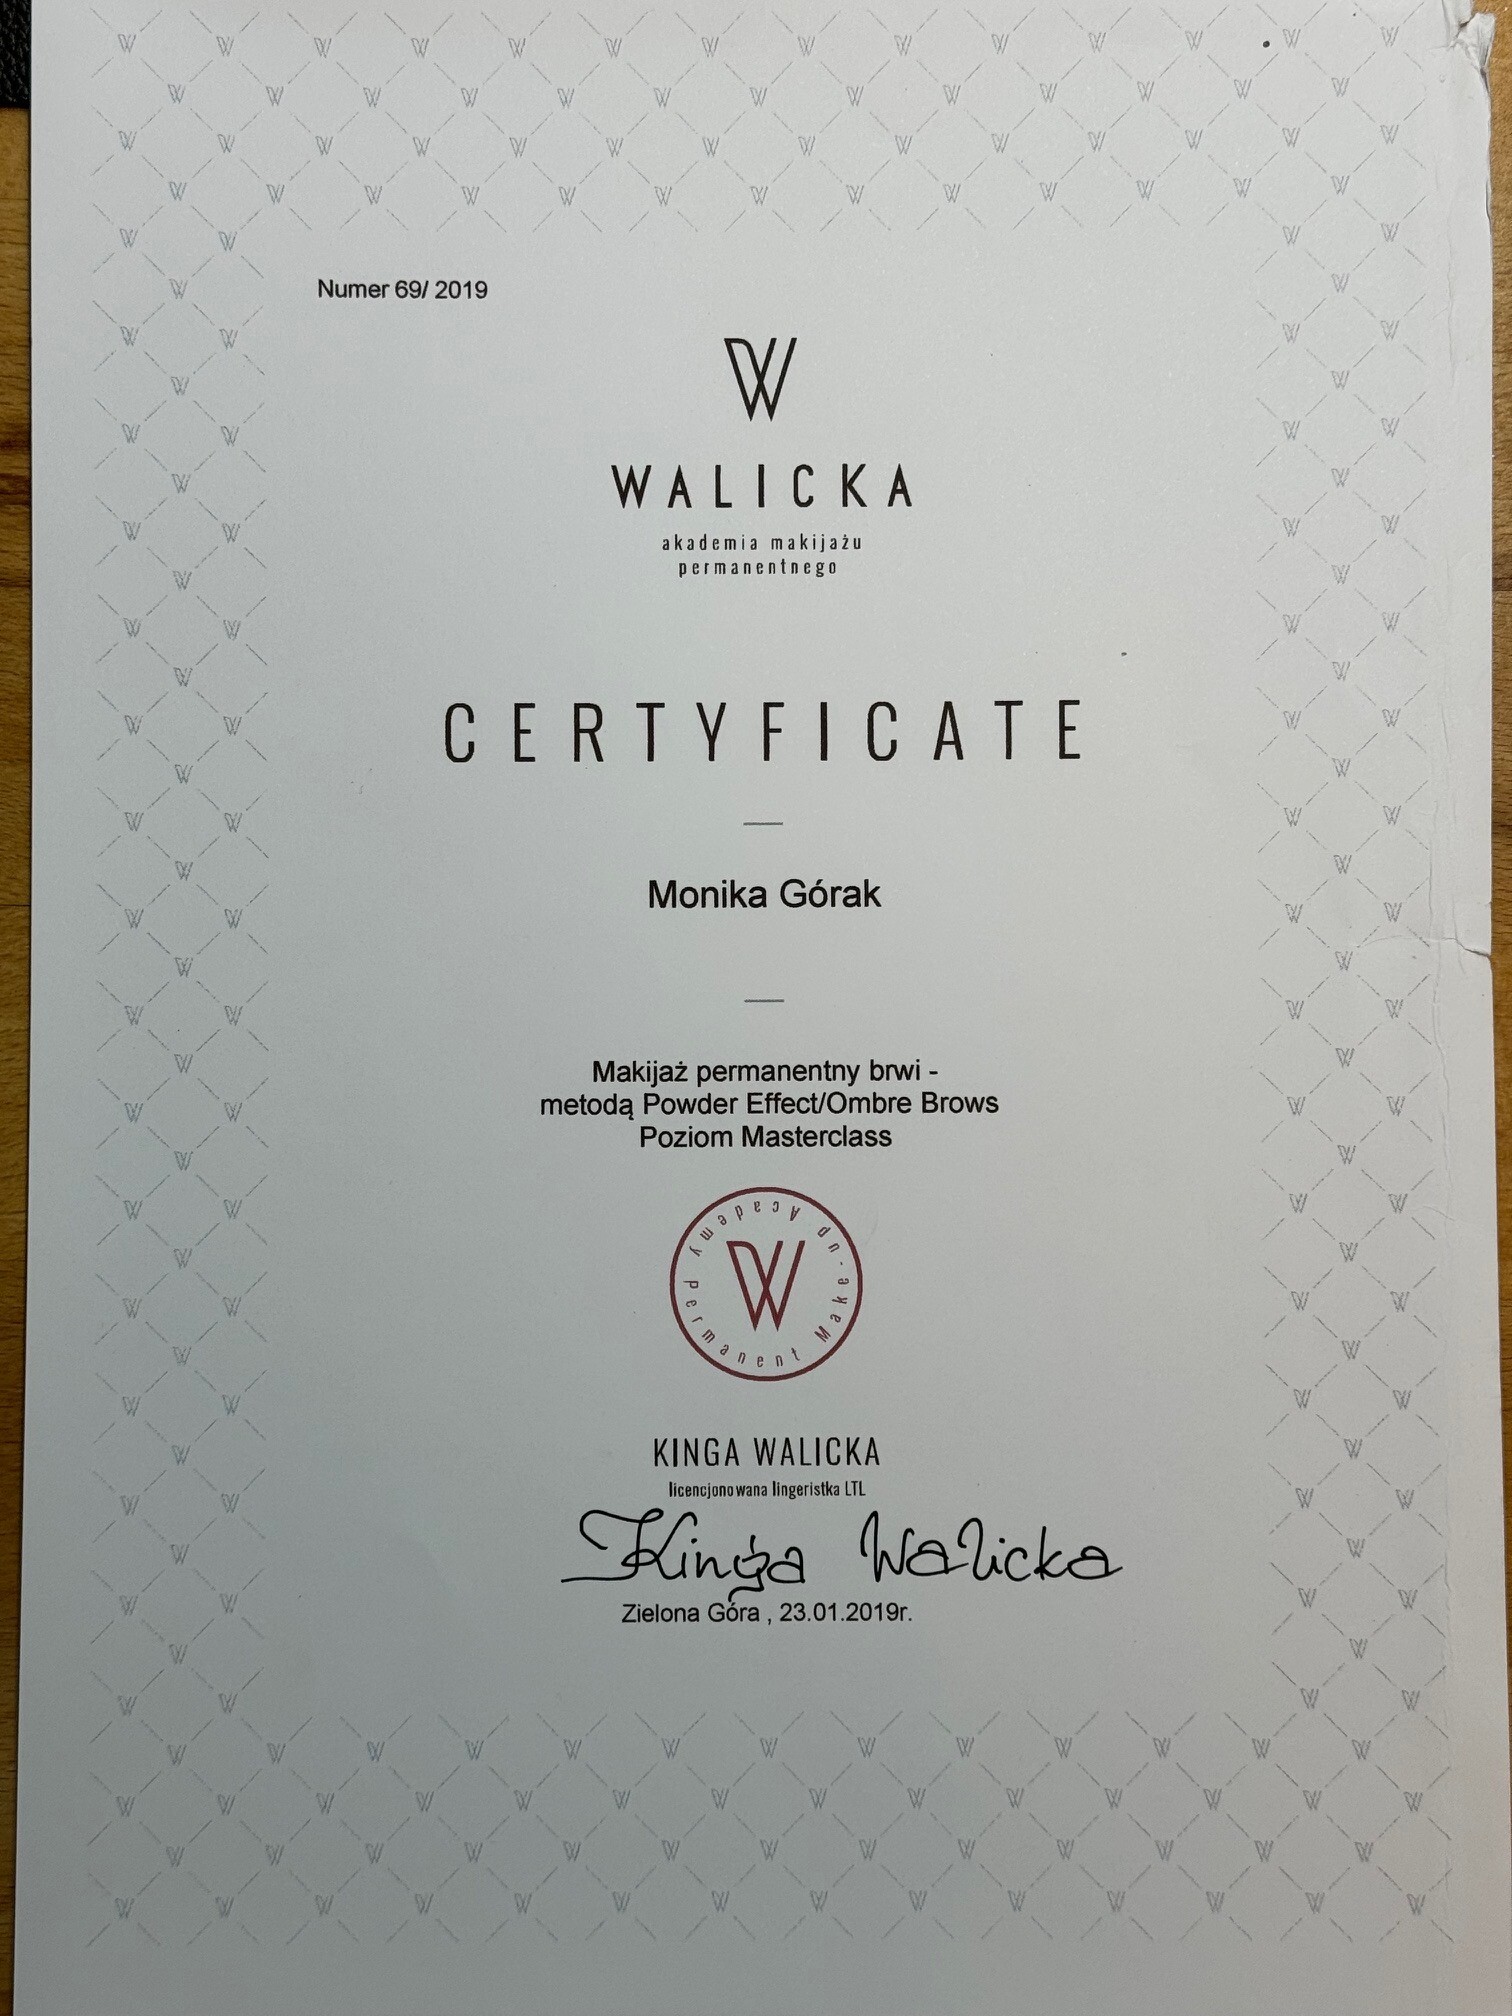 Numer 69/ 2019
W
WALICKA
akademia makijażu
permanentnego
CERTYFICATE
Monika Górak
Makijaż permanentny brwi -
metodą Powder Effect/Ombre Brows
Poziom Masterclass
Permanent Make-up Academy
W
KINGA WALICKA
licencjonowana lingeristka LTL
Kinga Walicka
Zielona Góra , 23.01.2019r.